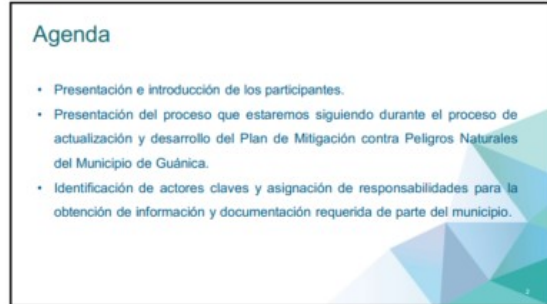 Agenda
• Presentación e introducción de los participantes.
• Presentación del proceso que estaremos siguiendo durante el proceso de
actualización y desarrollo del Plan de Mitigación contra Peligros Naturales
del Municipio de Guánica.
• Identificación de actores claves y asignación de responsabilidades para la
obtención de información y documentación requerida de parte del municipio.
2